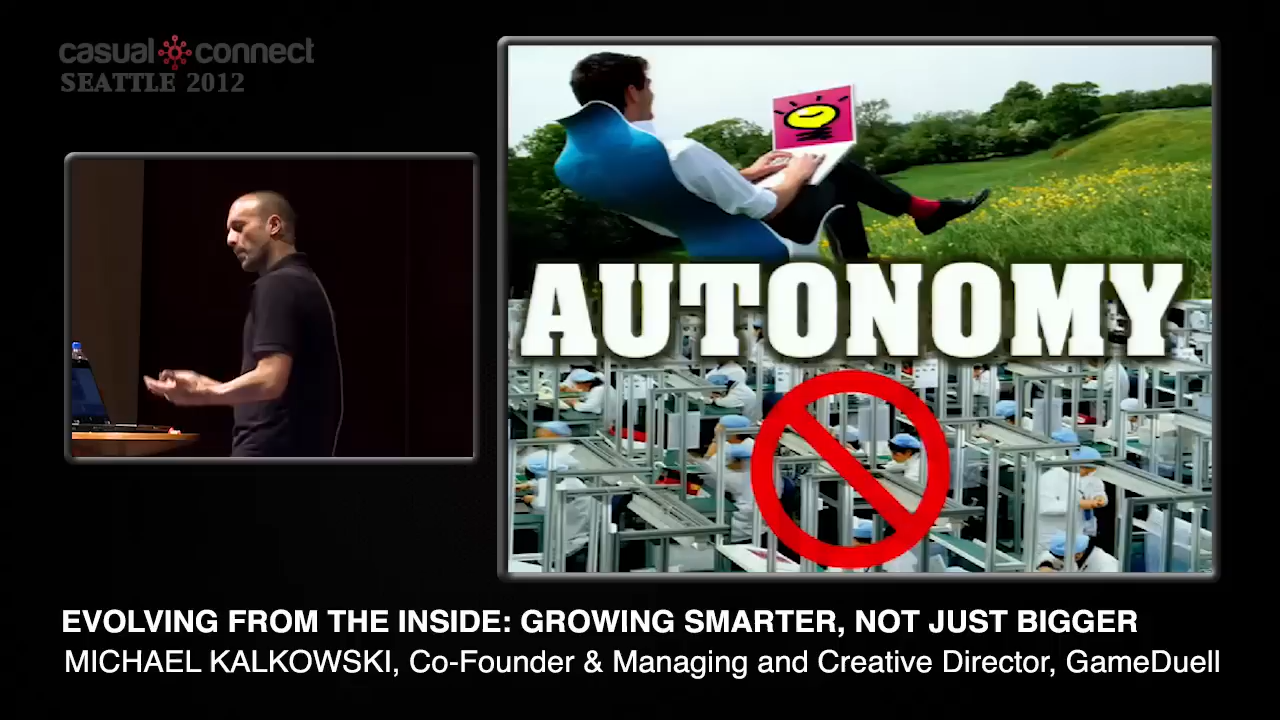 casual connect
SEATTLE 2012
AUTONOMY
EVOLVING FROM THE INSIDE: GROWING SMARTER, NOT JUST BIGGER
MICHAEL KALKOWSKI, Co-Founder & Managing and Creative Director, GameDuell